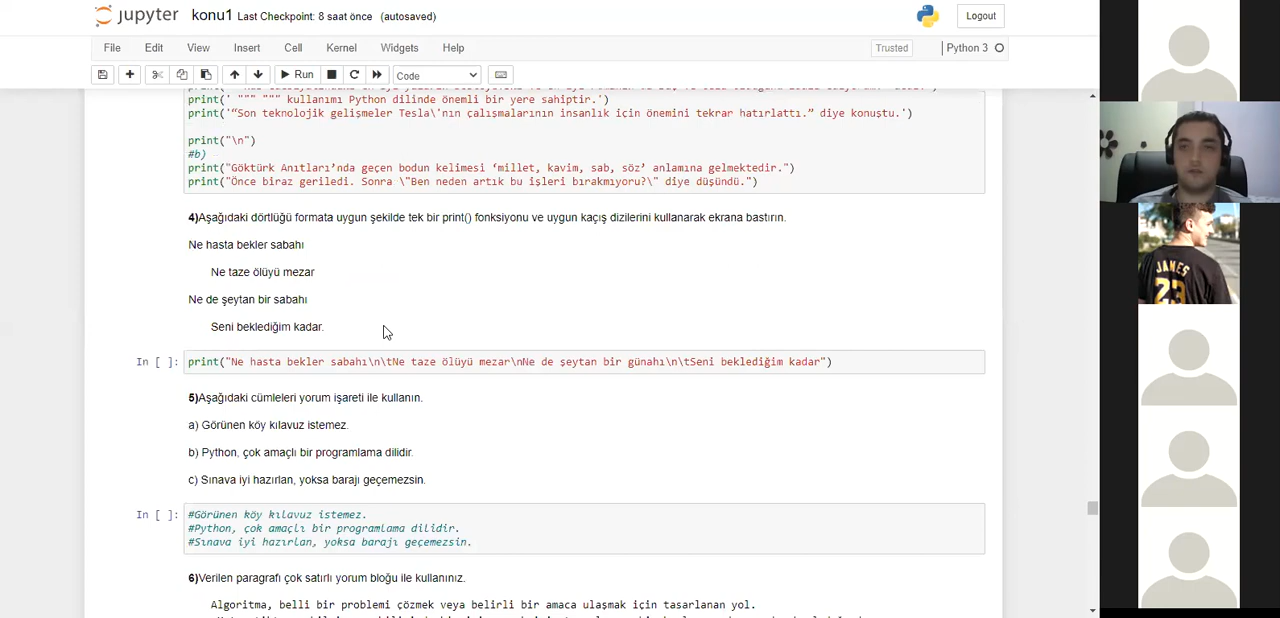 jupyter konu1 Last Checkpoint: 8 saat önce (autosaved)
Logout
File Edit View Insert Cell Kernel Widgets Help
Trusted
Python 3
Run
Code
print(' """ """ kullanımı Python dilinde önemli bir yere sahiptir.')
print('“Son teknolojik gelişmeler Tesla\'nın çalışmalarının insanlık için önemini tekrar hatırlattı.” diye konuştu.')
print("\n")
#b)
print("Göktürk Anıtları’nda geçen bodun kelimesi ‘millet, kavim, sab, söz’ anlamına gelmektedir.")
print("Önce biraz geriledi. Sonra \"Ben neden artık bu işleri bırakmıyoru?\" diye düşündü.")
4)Aşağıdaki dörtlüğü formata uygun şekilde tek bir print() fonksiyonu ve uygun kaçış dizilerini kullanarak ekrana bastırın.
Ne hasta bekler sabahı
Ne taze ölüyü mezar
Ne de şeytan bir sabahı
Seni beklediğim kadar.
In [ ]: print("Ne hasta bekler sabahı\n\tNe taze ölüyü mezar\nNe de şeytan bir günahı\n\tSeni beklediğim kadar")
5)Aşağıdaki cümleleri yorum işareti ile kullanın.
a) Görünen köy kılavuz istemez.
b) Python, çok amaçlı bir programlama dilidir.
c) Sınava iyi hazırlan, yoksa barajı geçemezsin.
In [ ]: #Görünen köy kılavuz istemez.
#Python, çok amaçlı bir programlama dilidir.
#Sınava iyi hazırlan, yoksa barajı geçemezsin.
6)Verilen paragrafı çok satırlı yorum bloğu ile kullanınız.
Algoritma, belli bir problemi çözmek veya belirli bir amaca ulaşmak için tasarlanan yol.
JAMES
23